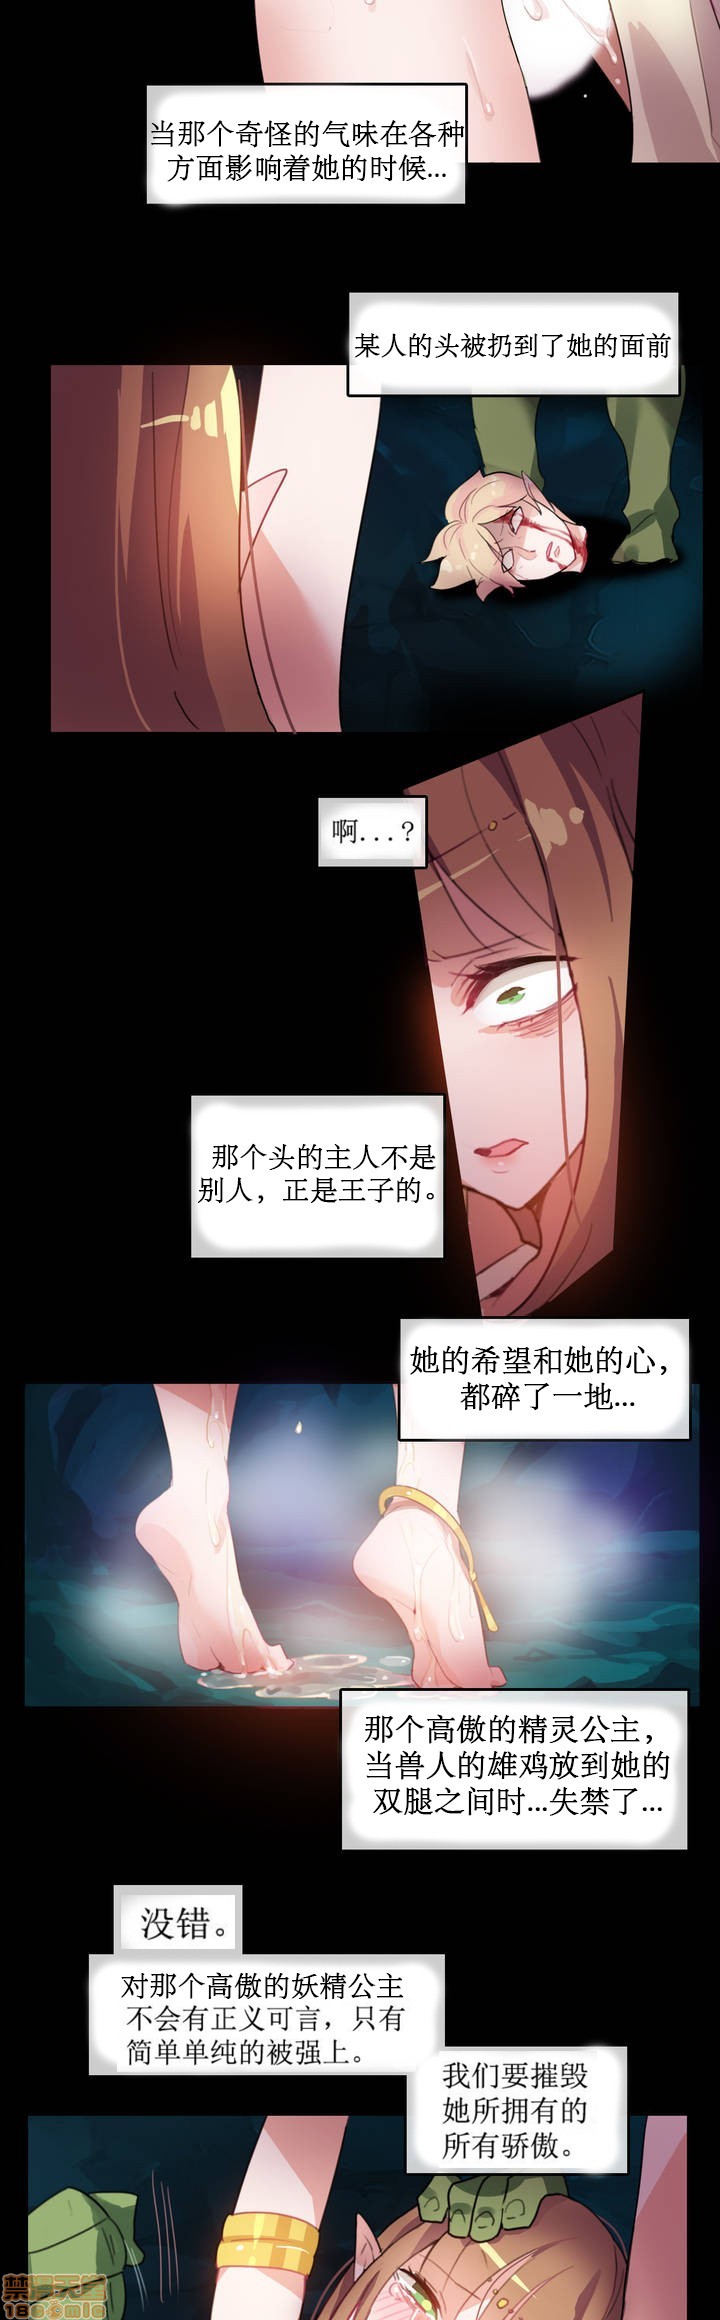 当那个奇怪的气味在各种
方面影响着她的时候...
某人的头被扔到了她的面前
啊...?
那个头的主人不是
别人，正是王子的。
她的希望和她的心，
都碎了一地...
那个高傲的精灵公主，
当兽人的雄鸡放到她的
双腿之间时...失禁了...
没错。
对那个高傲的妖精公主
不会有正义可言，只有
简单单纯的被强上。
我们要摧毁
她所拥有的
所有骄傲。
禁漫天堂
18COMIC